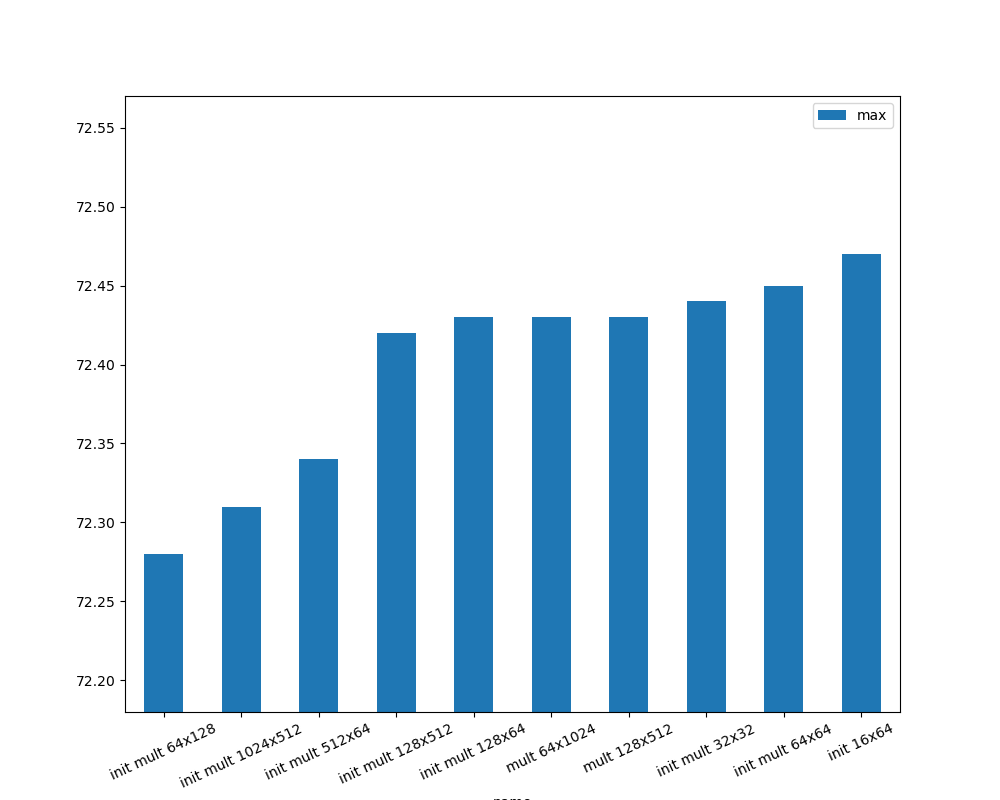 max
72.55
72.50
72.45
72.40
72.35
72.30
72.25
72.20
init mult 64x128
init mult 1024x512
init mult 512x64
init mult 128x512
init mult 128x64
mult 64x1024
mult 128x512
init mult 32x32
init mult 64x64
init 16x64